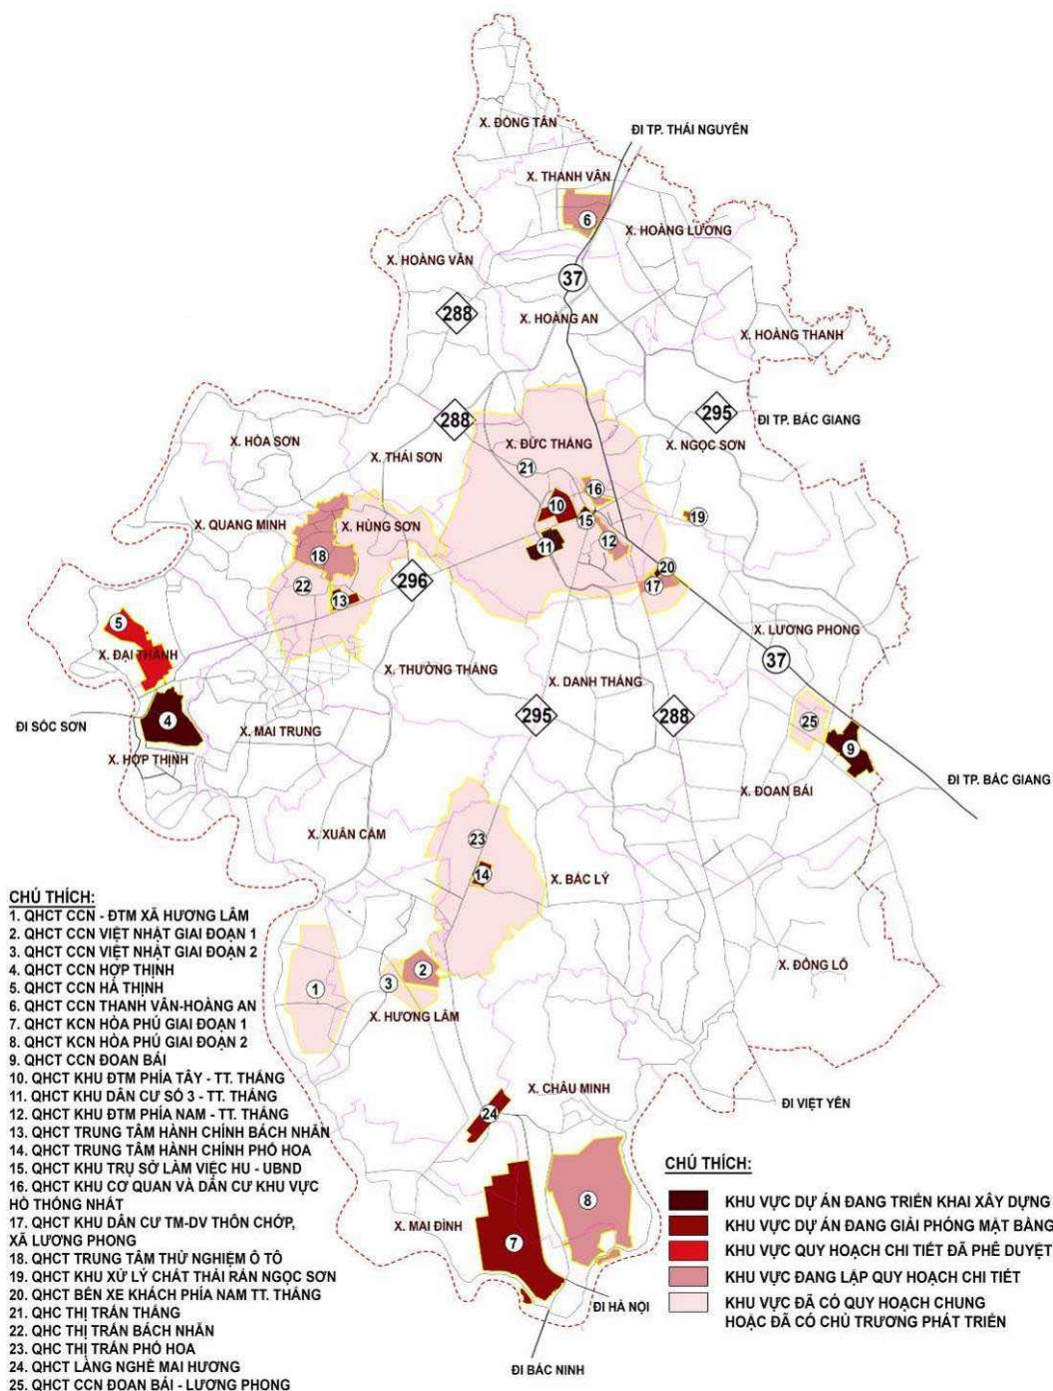 X. ĐỒNG TÂN
ĐI TP. THÁI NGUYÊN
X. THANH VÂN
6
X. HOÀNG LƯƠNG
X. HOÀNG VÂN
37
288
X. HOÀNG AN
X. HOÀNG THANH
295
288
ĐI TP. BẮC GIANG
X. HÒA SƠN
X. ĐỨC THẮNG
X. NGỌC SƠN
X. THÁI SƠN
21
16
10
19
X. QUANG MINH
X. HÙNG SƠN
15
12
11
18
20
296
22
17
13
5
X. LƯƠNG PHONG
X. ĐẠI THÀNH
37
X. THƯỜNG THẮNG
X. DANH THẮNG
295
288
4
25
ĐI SÓC SƠN
X. MAI TRUNG
9
X. HỢP THỊNH
ĐI TP. BẮC GIANG
X. ĐOAN BÁI
X. XUÂN CẨM
23
14
X. BẮC LÝ
X. ĐỒNG LỖ
2
3
1
X. HƯƠNG LÂM
X. CHÂU MINH
24
ĐI VIỆT YÊN
8
X. MAI ĐÌNH
7
ĐI HÀ NỘI
ĐI BẮC NINH
CHÚ THÍCH:
1. QHCT CCN - ĐTM XÃ HƯƠNG LÂM
2. QHCT CCN VIỆT NHẬT GIAI ĐOẠN 1
3. QHCT CCN VIỆT NHẬT GIAI ĐOẠN 2
4. QHCT CCN HỢP THỊNH
5. QHCT CCN HÀ THỊNH
6. QHCT CCN THANH VÂN-HOÀNG AN
7. QHCT KCN HÒA PHÚ GIAI ĐOẠN 1
8. QHCT KCN HÒA PHÚ GIAI ĐOẠN 2
9. QHCT CCN ĐOAN BÁI
10. QHCT KHU ĐTM PHÍA TÂY - TT. THẮNG
11. QHCT KHU DÂN CƯ SỐ 3 - TT. THẮNG
12. QHCT KHU ĐTM PHÍA NAM - TT. THẮNG
13. QHCT TRUNG TÂM HÀNH CHÍNH BÁCH NHẪN
14. QHCT TRUNG TÂM HÀNH CHÍNH PHỐ HOA
15. QHCT KHU TRỤ SỞ LÀM VIỆC HU - UBND
16. QHCT KHU CƠ QUAN VÀ DÂN CƯ KHU VỰC
HỒ THỐNG NHẤT
17. QHCT KHU DÂN CƯ TM-DV THÔN CHỚP,
XÃ LƯƠNG PHONG
18. QHCT TRUNG TÂM THỬ NGHIỆM Ô TÔ
19. QHCT KHU XỬ LÝ CHẤT THẢI RẮN NGỌC SƠN
20. QHCT BẾN XE KHÁCH PHÍA NAM TT. THẮNG
21. QHC THỊ TRẤN THẮNG
22. QHC THỊ TRẤN BÁCH NHẪN
23. QHC THỊ TRẤN PHỐ HOA
24. QHCT LÀNG NGHỀ MAI HƯƠNG
25. QHCT CCN ĐOAN BÁI - LƯƠNG PHONG
CHÚ THÍCH:
KHU VỰC DỰ ÁN ĐANG TRIỂN KHAI XÂY DỰNG
KHU VỰC DỰ ÁN ĐANG GIẢI PHÓNG MẶT BẰNG
KHU VỰC QUY HOẠCH CHI TIẾT ĐÃ PHÊ DUYỆT
KHU VỰC ĐANG LẬP QUY HOẠCH CHI TIẾT
KHU VỰC ĐÃ CÓ QUY HOẠCH CHUNG
HOẶC ĐÃ CÓ CHỦ TRƯƠNG PHÁT TRIỂN